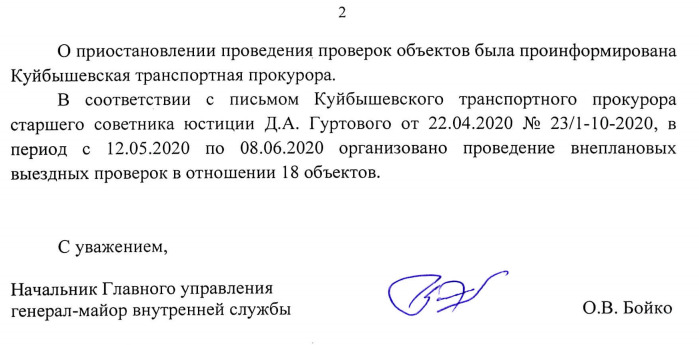 2
О приостановлении проведения проверок объектов была проинформирована
Куйбышевская транспортная прокурора.
В соответствии с письмом Куйбышевского транспортного прокурора
старшего советника юстиции Д.А. Гуртового от 22.04.2020 № 23/1-10-2020, в
период с 12.05.2020 по 08.06.2020 организовано проведение внеплановых
выездных проверок в отношении 18 объектов.
С уважением,
Начальник Главного управления
генерал-майор внутренней службы
О.В. Бойко